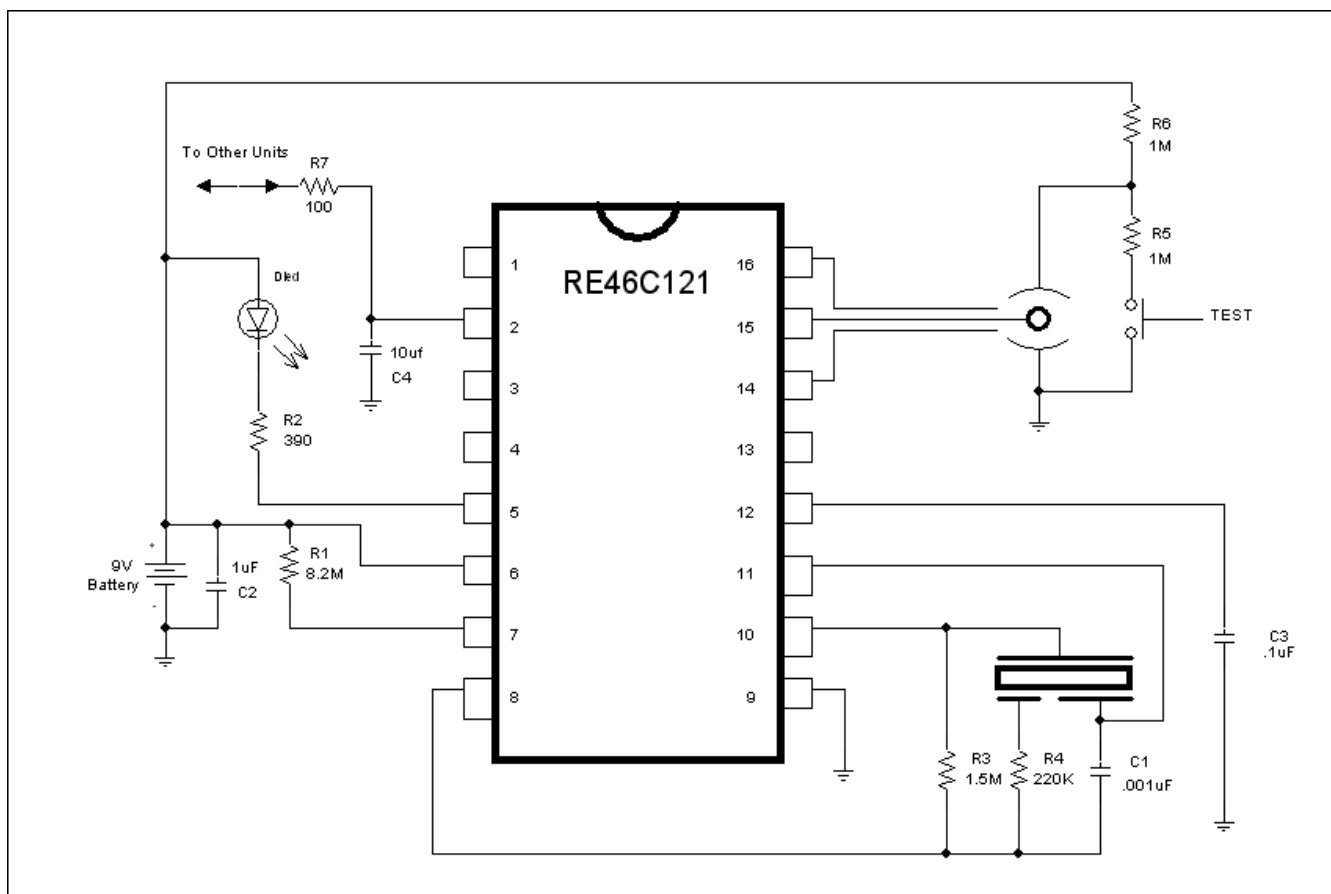 R6
1M
To Other Units
R7
100
R5
1M
Dled
RE46C121
1
16
2
15
TEST
10uf
C4
3
14
R2
390
4
13
5
12
+
9V
Battery
-
1uF
C2
R1
8.2M
6
11
7
10
C3
.1uF
8
9
R3
1.5M
R4
220K
C1
.001uF